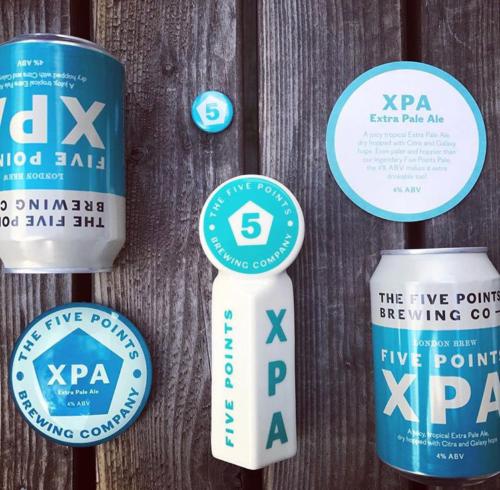 THE FIVE PO
BREWING C
LONDON BREW
FIVE POIN
XPA
A juicy, tropical Extra Pale
dry hopped with Citra and Galaxy
4% ABV
5
XPA
Extra Pale Ale
A juicy tropical Extra Pale Ale,
dry hopped with Citra and Galaxy
hops. Even paler and hoppier than
our legendary Five Points Pale,
the 4% ABV makes it extra
drinkable too!
4% ABV
THE FIVE POINTS
5
BREWING COMPANY
FIVE POINTS
XPA
THE FIVE POINTS
XPA
Extra Pale Ale
4% ABV
BREWING COMPANY
THE FIVE POINTS
BREWING CO
LONDON BREW
FIVE POINTS
XPA
A juicy, tropical Extra Pale Ale,
dry hopped with Citra and Galaxy hops
4% ABV